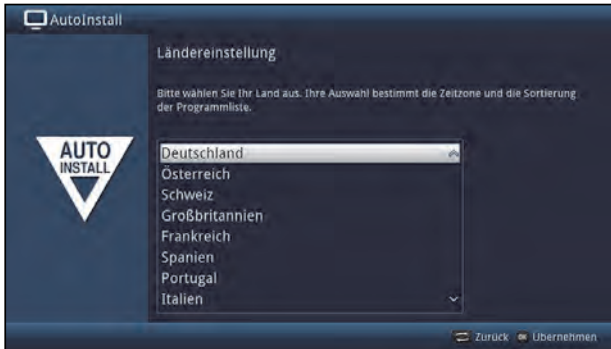 AutoInstall
Ländereinstellung
Bitte wählen Sie Ihr Land aus. Ihre Auswahl bestimmt die Zeitzone und die Sortierung
der Programmliste.
AUTO
INSTALL
Deutschland
Österreich
Schweiz
Großbritannien
Frankreich
Spanien
Portugal
Italien
Zurück OK Übernehmen